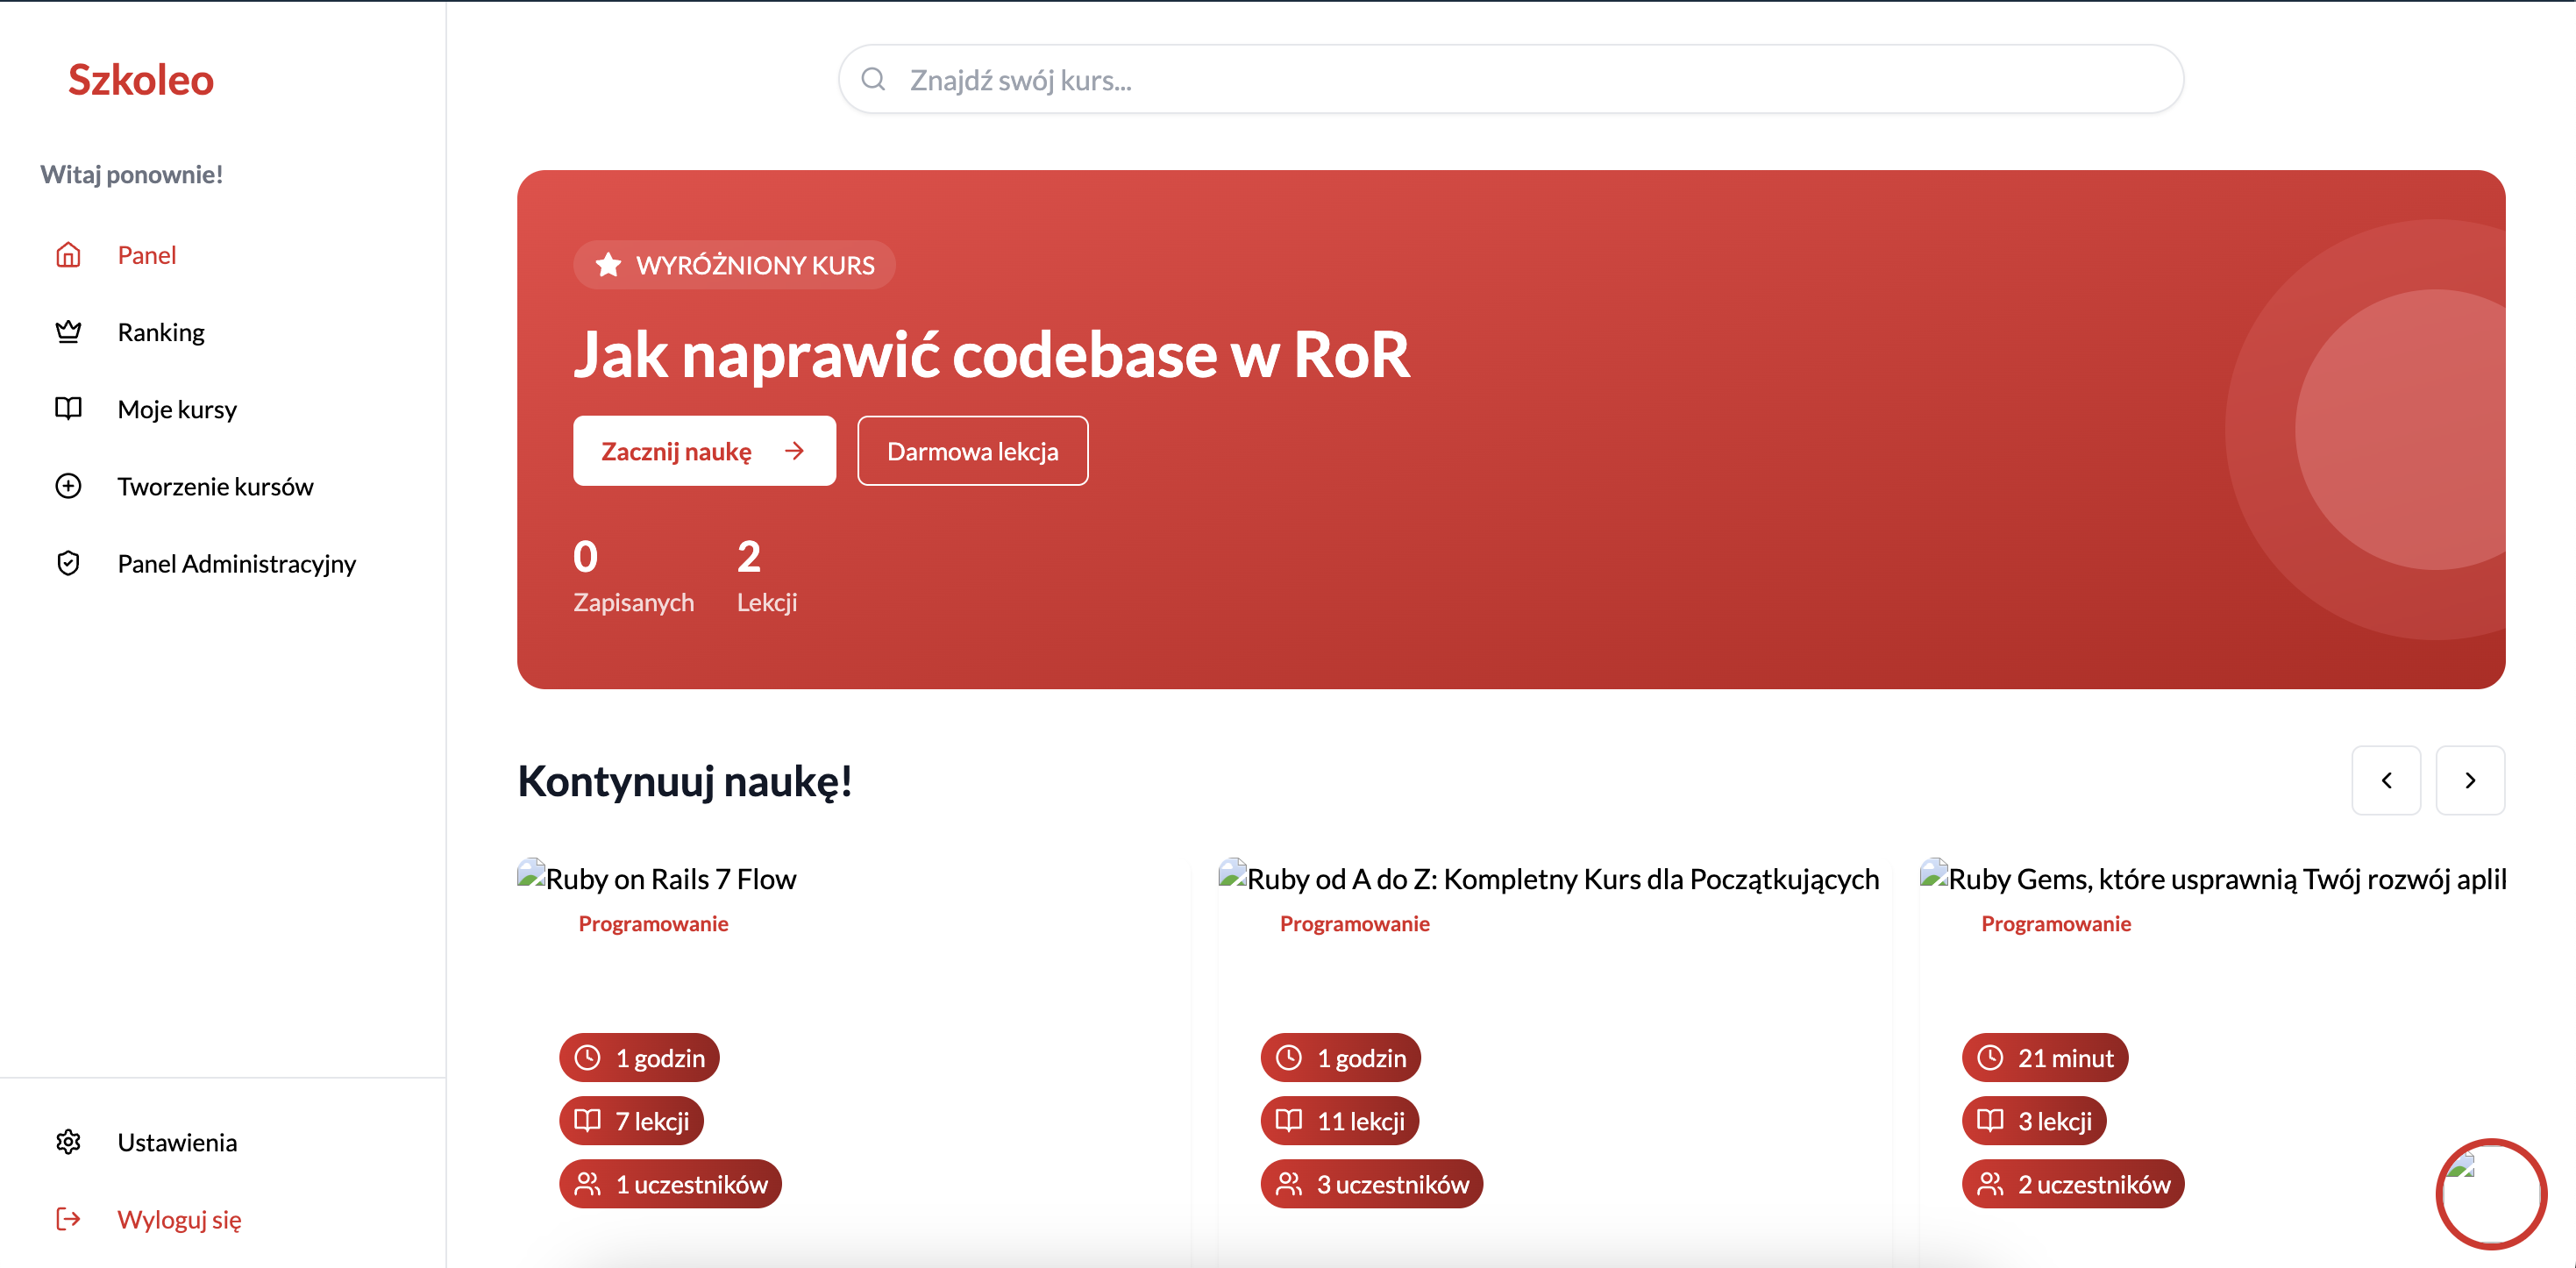 Szkoleo
Znajdź swój kurs...
Witaj ponownie!
Panel
Ranking
Moje kursy
Tworzenie kursów
Panel Administracyjny
WYRÓŻNIONY KURS
Jak naprawić codebase w RoR
Zacznij naukę
Darmowa lekcja
0
Zapisanych
2
Lekcji
Kontynuuj naukę!
Ruby on Rails 7 Flow
Programowanie
1 godzin
7 lekcji
1 uczestników
Ruby od A do Z: Kompletny Kurs dla Początkujących
Programowanie
1 godzin
11 lekcji
3 uczestników
Ruby Gems, które usprawnią Twój rozwój
Programowanie
21 minut
3 lekcji
2 uczestników
Ustawienia
Wyloguj się